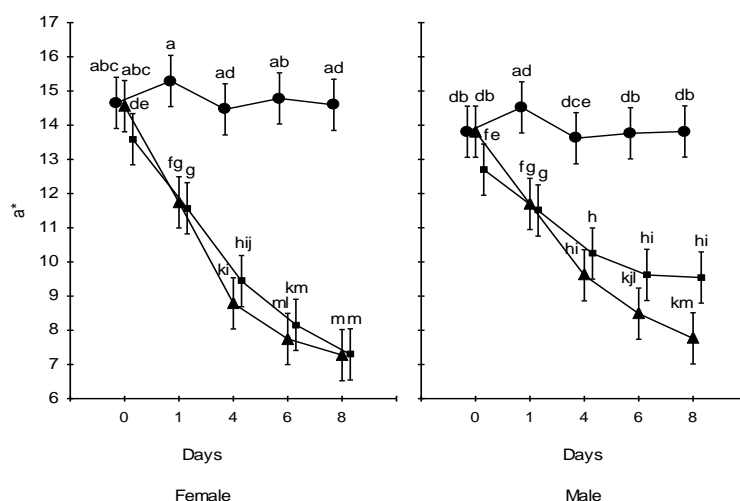 17
16
15
14
13
12
11
10
9
8
7
6
a*
abc
abc
a
ad
ab
ad
de
fg
g
hij
ki
km
ml
m
m
0
1
4
6
8
Days
Female
db
db
ad
dce
db
db
fe
fg
g
h
hi
hi
hi
kjl
km
0
1
4
6
8
Days
Male